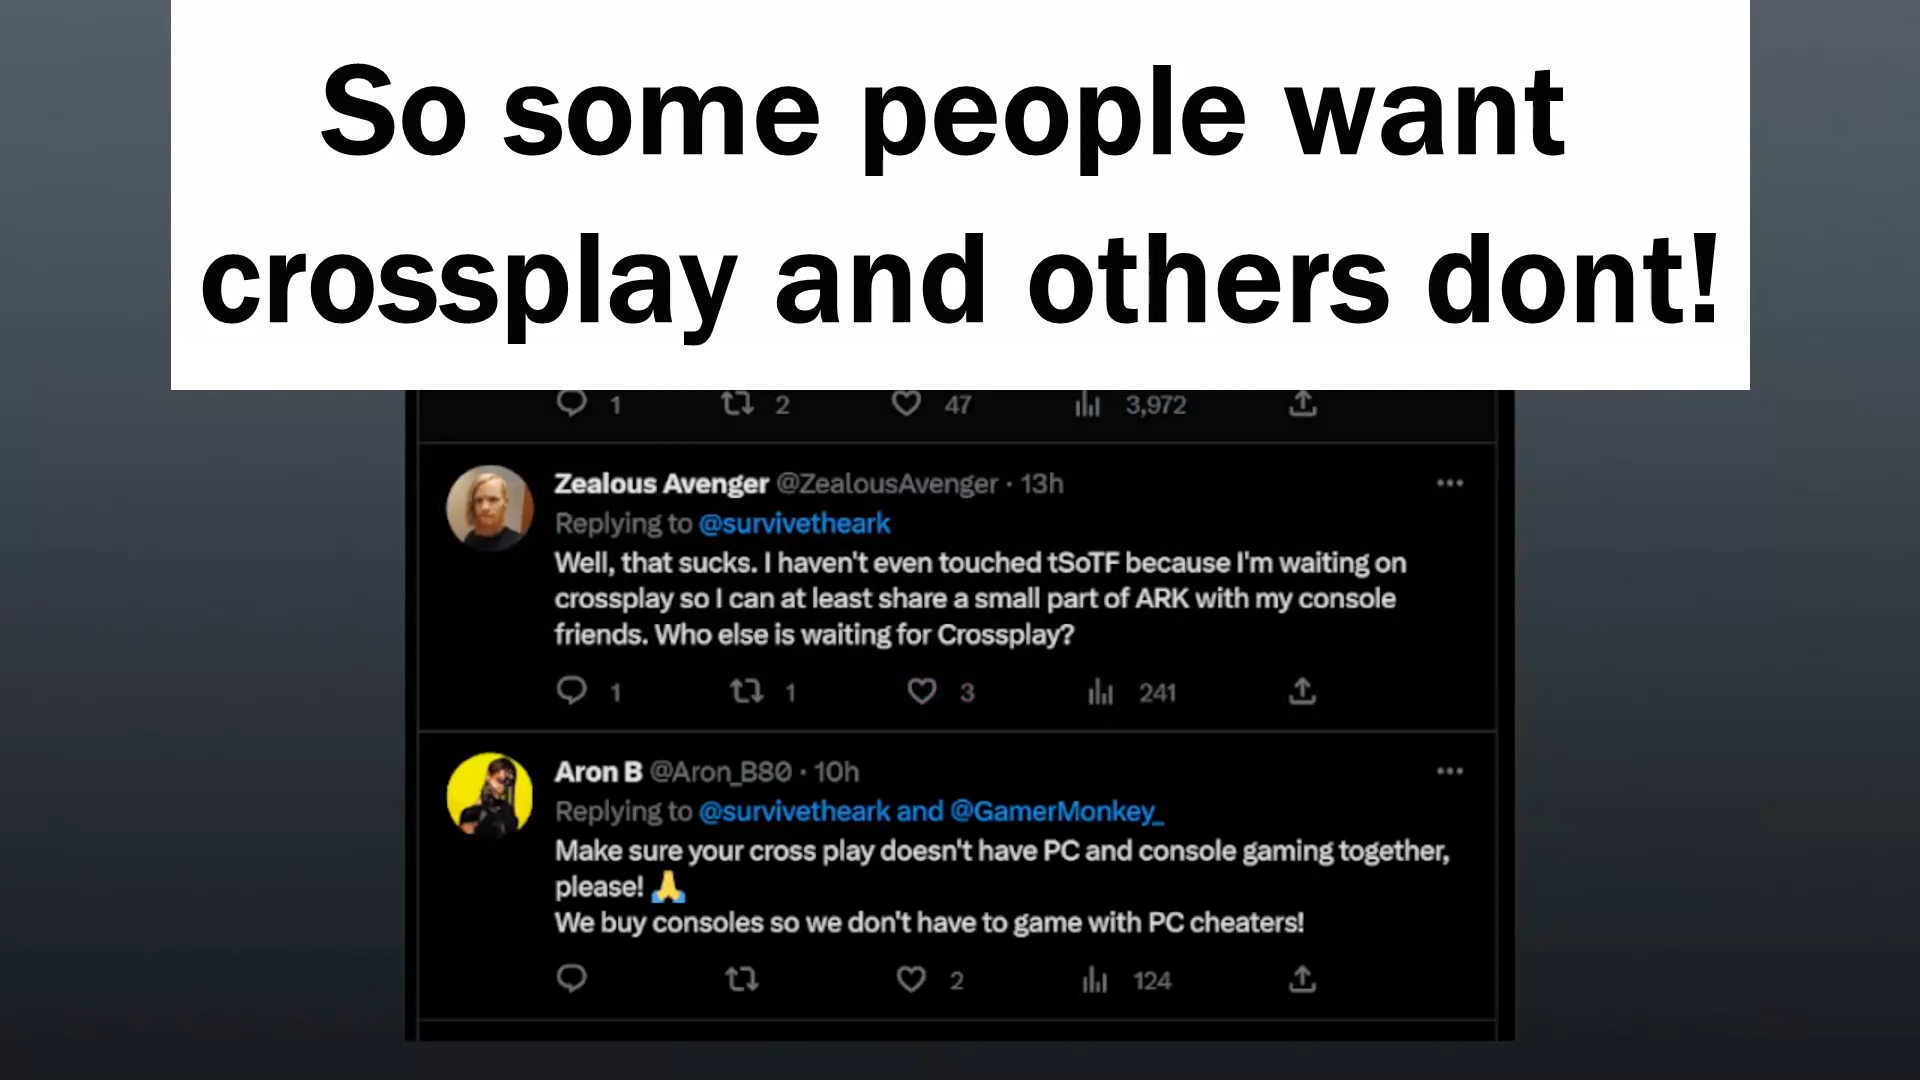 So some people want
crossplay and others dont!
1 2 47 3,972
Zealous Avenger @ZealousAvenger · 13h
Replying to @survivetheark
Well, that sucks. I haven't even touched tSoTF because I'm waiting on
crossplay so I can at least share a small part of ARK with my console
friends. Who else is waiting for Crossplay?
1 1 3 241
Aron B @Aron_B80 · 10h
Replying to @survivetheark and @GamerMonkey_
Make sure your cross play doesn't have PC and console gaming together,
please! 🙏
We buy consoles so we don't have to game with PC cheaters!
2 124